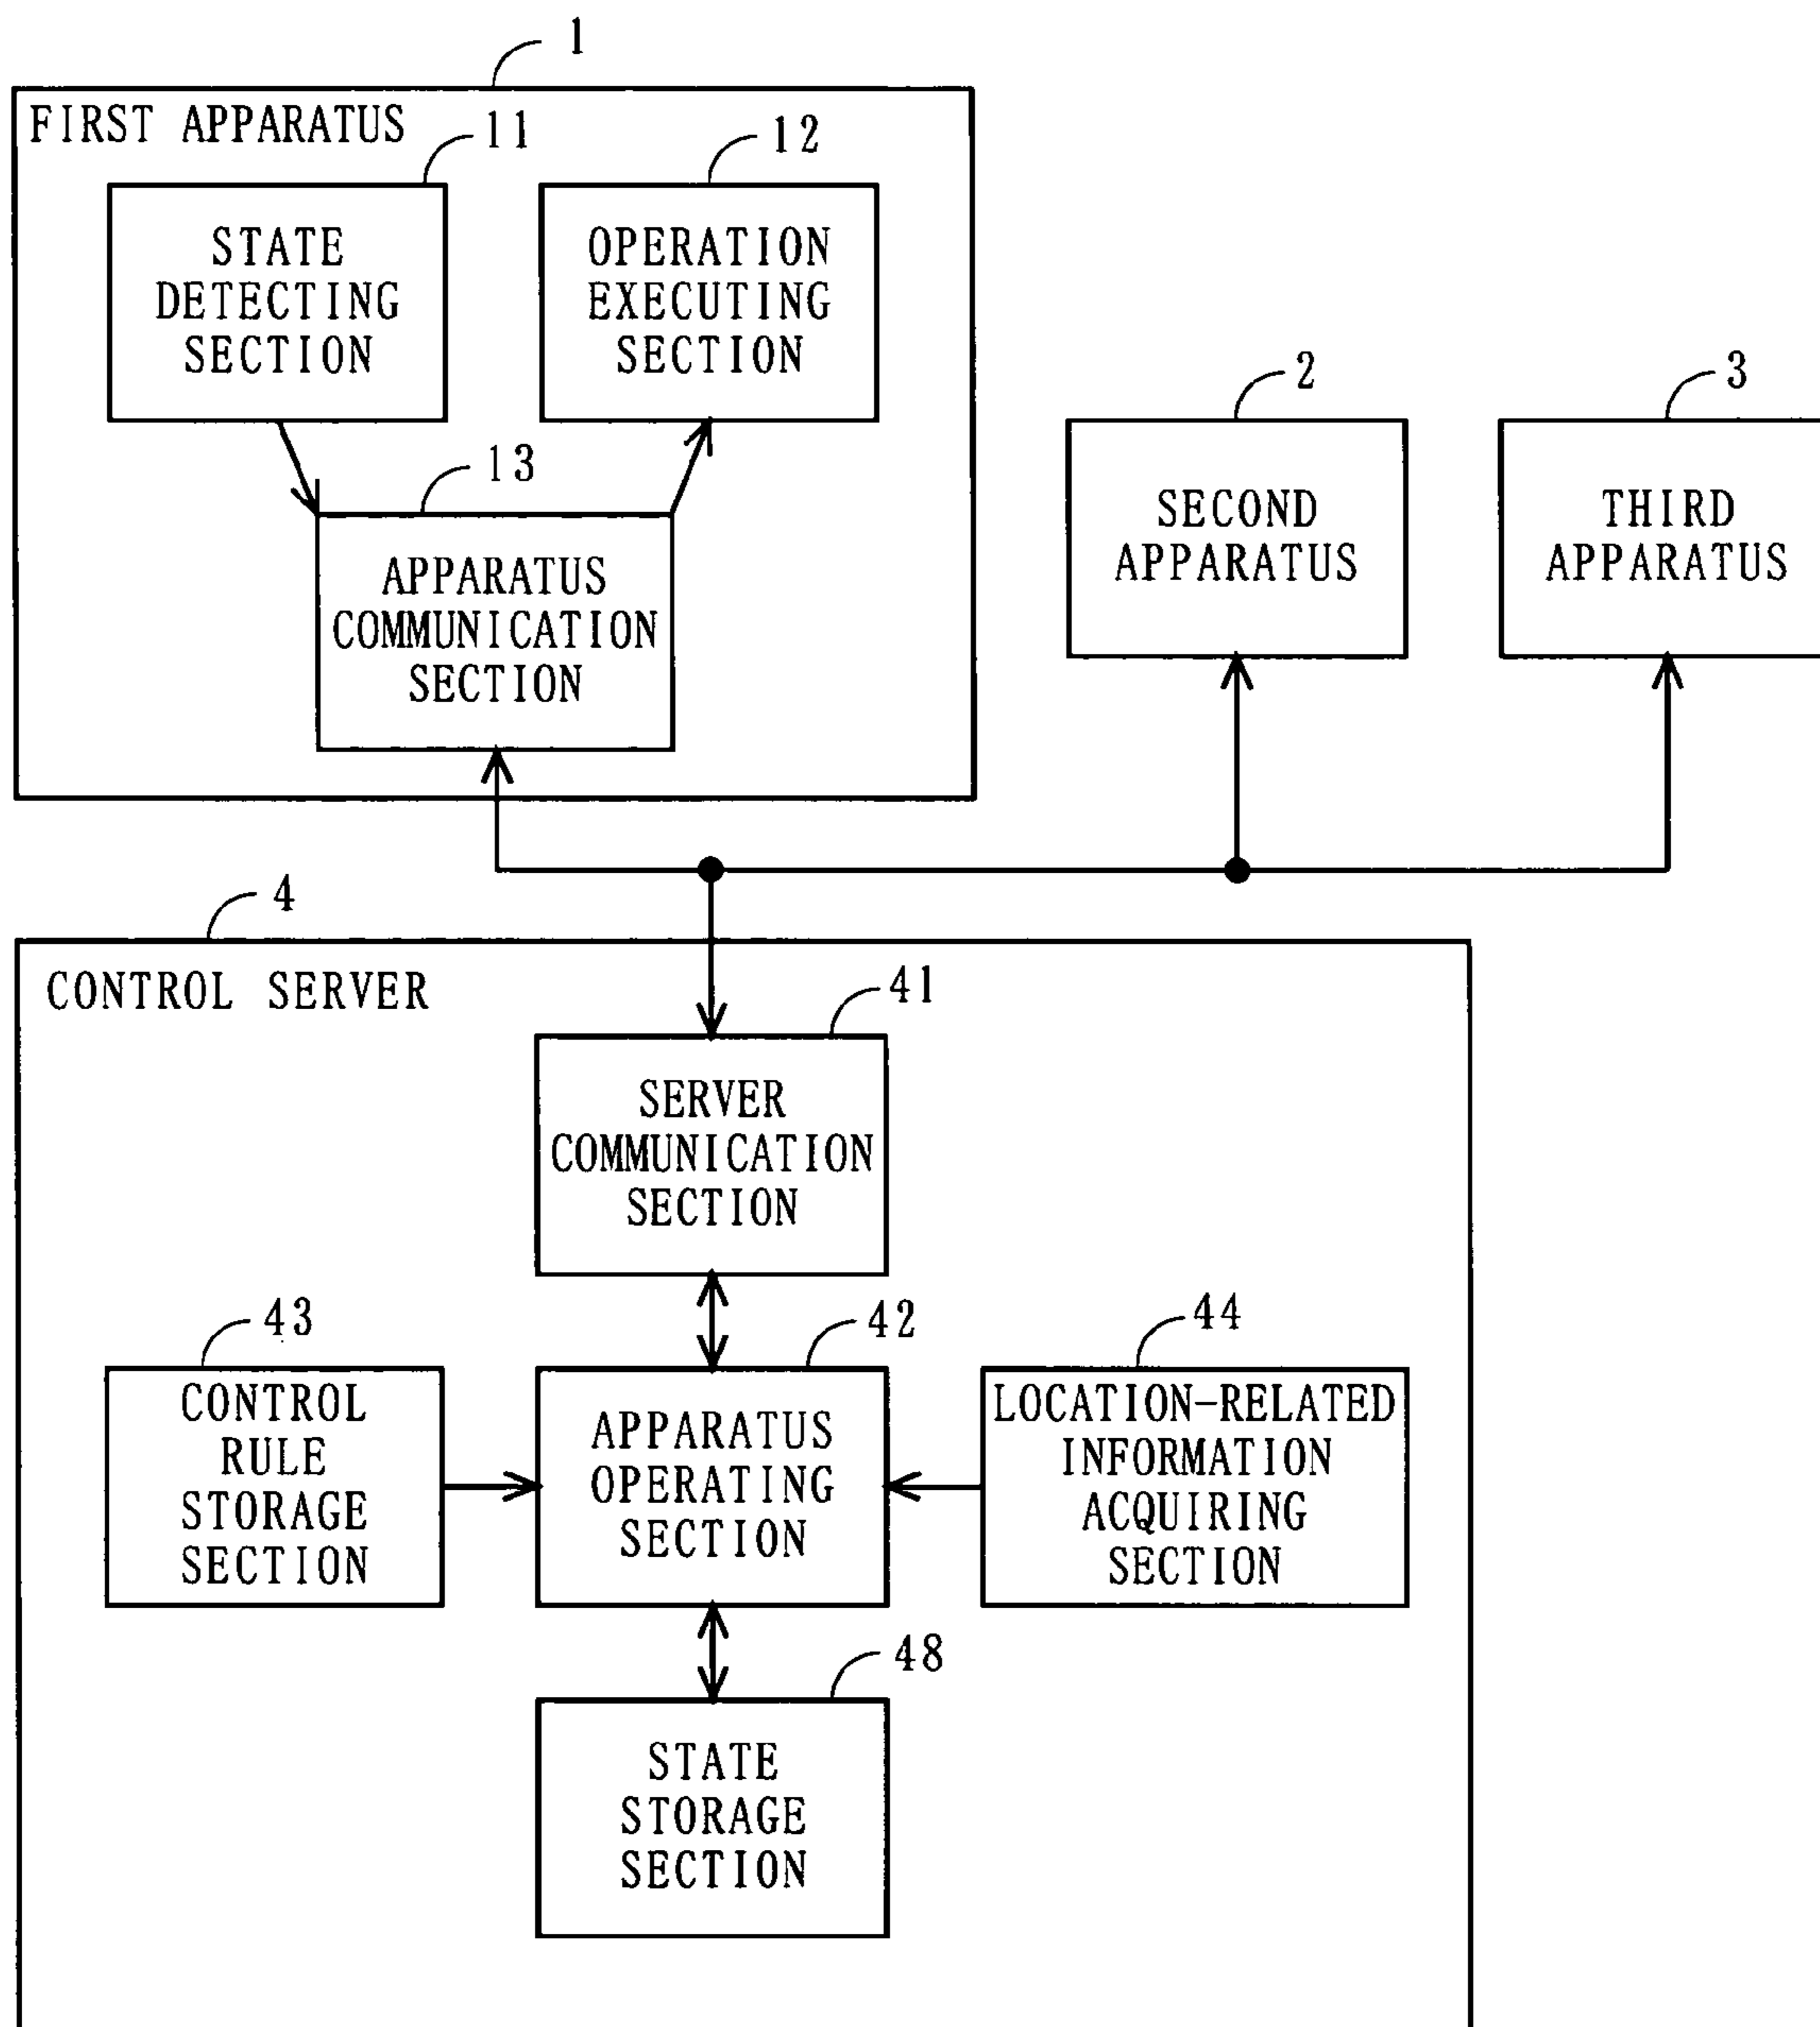 1
FIRST APPARATUS
11
12
STATE
DETECTING
SECTION
OPERATION
EXECUTING
SECTION
13
APPARATUS
COMMUNICATION
SECTION
2
SECOND
APPARATUS
3
THIRD
APPARATUS
4
CONTROL SERVER
41
SERVER
COMMUNICATION
SECTION
43
CONTROL
RULE
STORAGE
SECTION
42
APPARATUS
OPERATING
SECTION
44
LOCATION-RELATED
INFORMATION
ACQUIRING
SECTION
48
STATE
STORAGE
SECTION